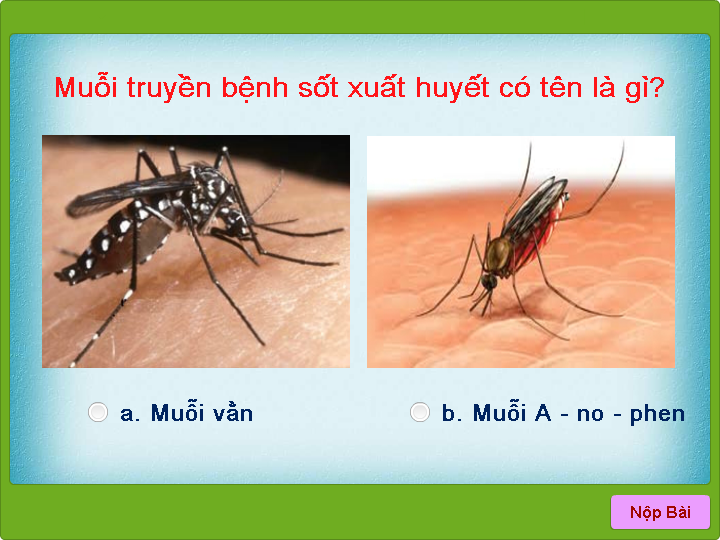 Muỗi truyền bệnh sốt xuất huyết có tên là gì?
a. Muỗi vằn
b. Muỗi A - no - phen
Nộp Bài